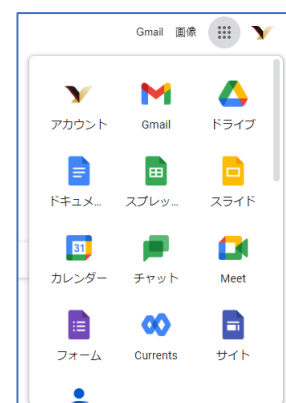 Gmail 画像
アカウント Gmail ドライブ
ドキュメ... スプレッ... スライド
31
カレンダー チャット Meet
フォーム Currents サイト